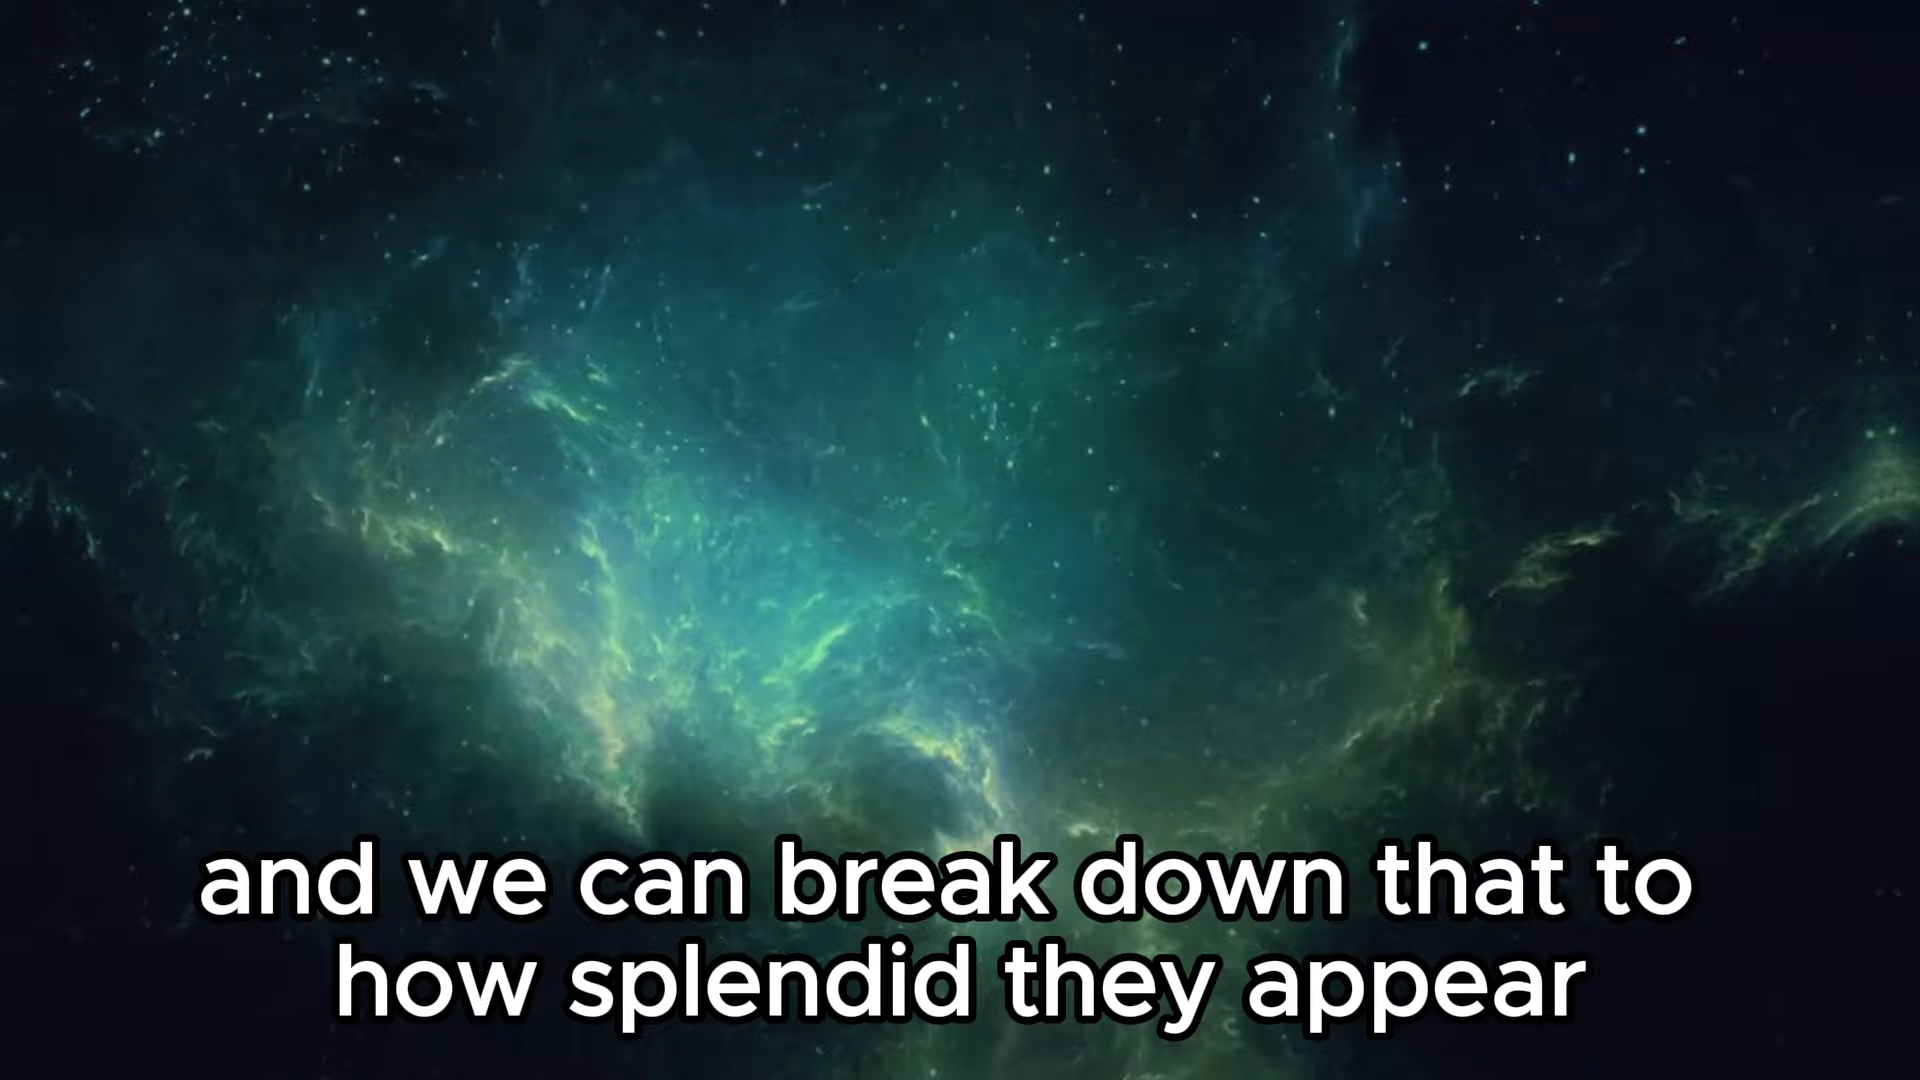 and we can break down that to
how splendid they appear